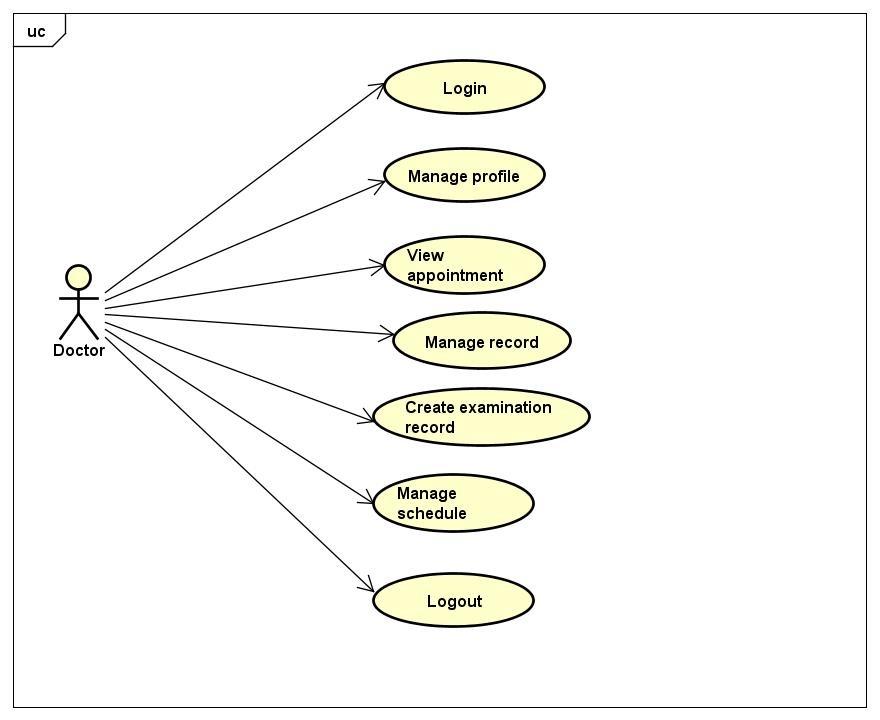 uc
Login
Manage profile
View
appointment
Doctor
Manage record
Create examination
record
Manage
schedule
Logout